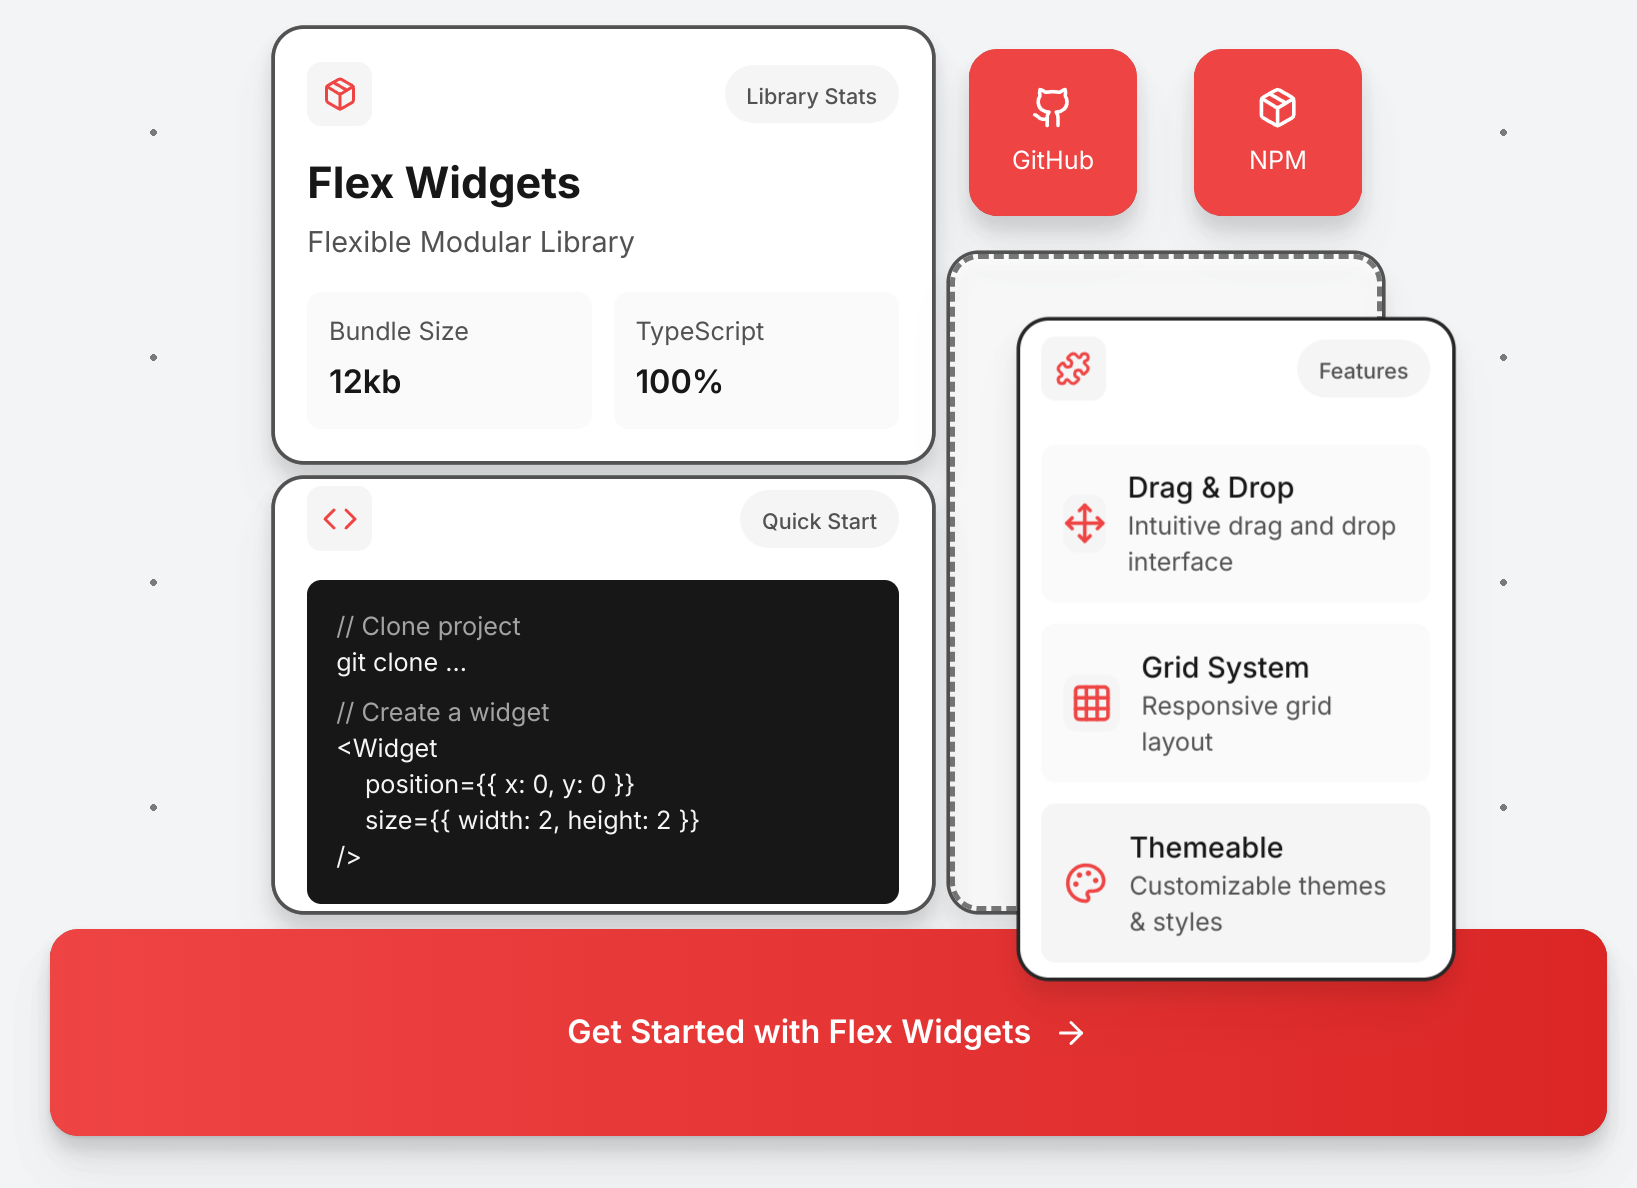 Library Stats
Flex Widgets
Flexible Modular Library
Bundle Size
12kb
TypeScript
100%
GitHub
NPM
Quick Start
// Clone project
git clone ...
// Create a widget
<Widget
    position={{ x: 0, y: 0 }}
    size={{ width: 2, height: 2 }}
/>
Features
Drag & Drop
Intuitive drag and drop
interface
Grid System
Responsive grid
layout
Themeable
Customizable themes
& styles
Get Started with Flex Widgets →